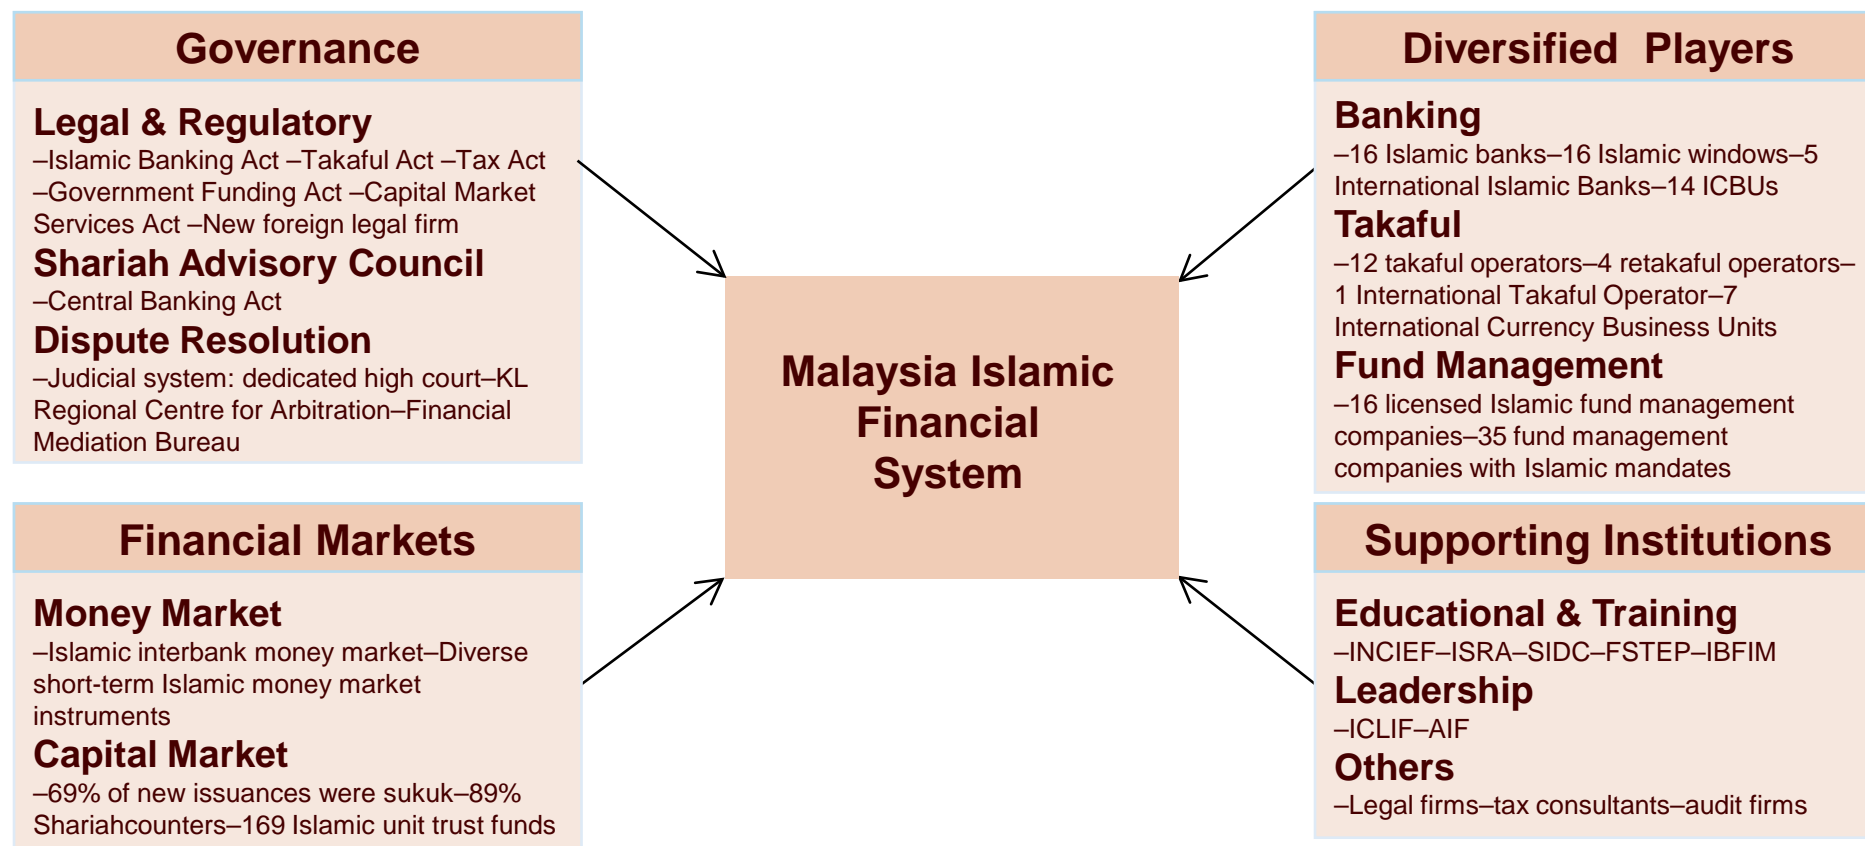 Governance
Legal & Regulatory
–Islamic Banking Act –Takaful Act –Tax Act
–Government Funding Act –Capital Market
Services Act –New foreign legal firm
Shariah Advisory Council
–Central Banking Act
Dispute Resolution
–Judicial system: dedicated high court–KL
Regional Centre for Arbitration–Financial
Mediation Bureau
Financial Markets
Money Market
–Islamic interbank money market–Diverse
short-term Islamic money market
instruments
Capital Market
–69% of new issuances were sukuk–89%
Shariahcounters–169 Islamic unit trust funds
Malaysia Islamic
Financial
System
Diversified Players
Banking
–16 Islamic banks–16 Islamic windows–5
International Islamic Banks–14 ICBUs
Takaful
–12 takaful operators–4 retakaful operators–
1 International Takaful Operator–7
International Currency Business Units
Fund Management
–16 licensed Islamic fund management
companies–35 fund management
companies with Islamic mandates
Supporting Institutions
Educational & Training
–INCIEF–ISRA–SIDC–FSTEP–IBFIM
Leadership
–ICLIF–AIF
Others
–Legal firms–tax consultants–audit firms